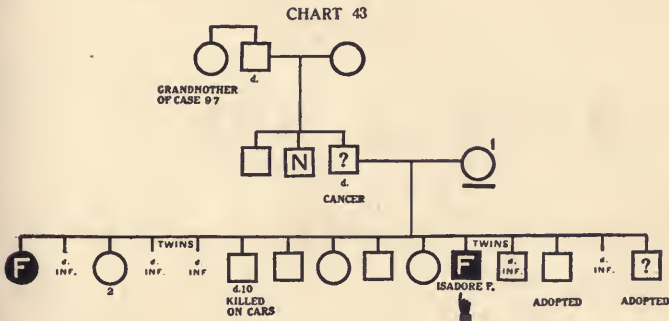 CHART 43
d.
GRANDMOTHER
OF CASE 97
N
?
d.
CANCER
1
F
d.
INF.
2
TWINS
d.
INF.
d.
INF
d.10
KILLED
ON CARS
F
ISADORE P.
TWINS
d.
INF.
ADOPTED
d.
INF.
?
ADOPTED